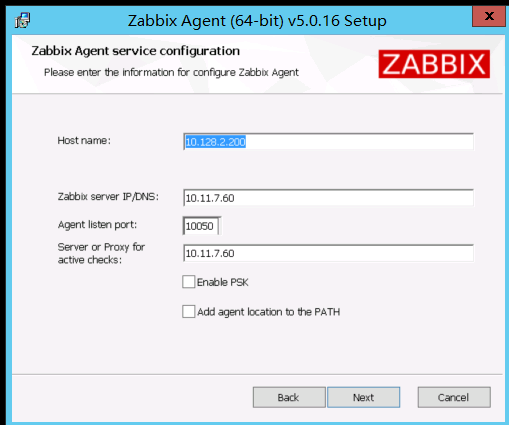 Zabbix Agent (64-bit) v5.0.16 Setup
x
Zabbix Agent service configuration
Please enter the information for configure Zabbix Agent
ZABBIX
Host name:
10.128.2.200
Zabbix server IP/DNS:
10.11.7.60
Agent listen port:
10050
Server or Proxy for
active checks:
10.11.7.60
Enable PSK
Add agent location to the PATH
Back
Next
Cancel